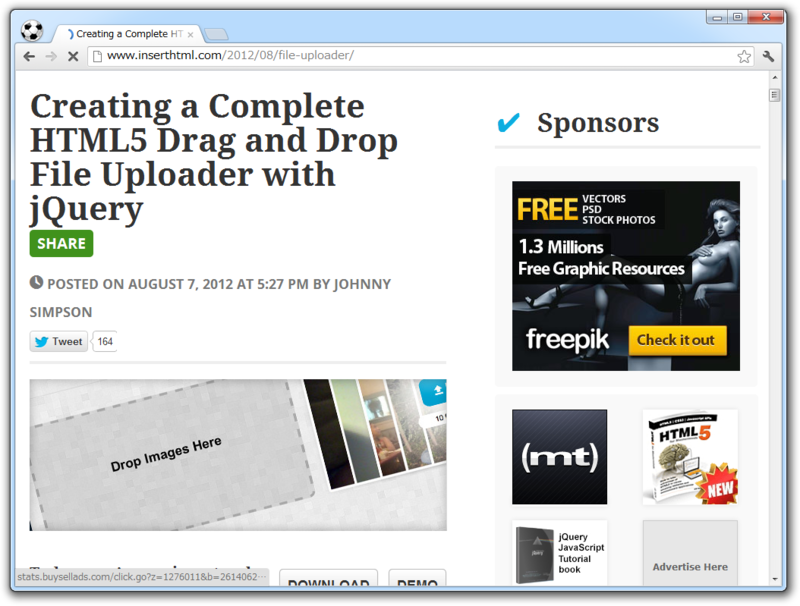 Creating a Complete HT
www.inserthtml.com/2012/08/file-uploader/
Creating a Complete
HTML5 Drag and Drop
File Uploader with
jQuery
SHARE
POSTED ON AUGUST 7, 2012 AT 5:27 PM BY JOHNNY
SIMPSON
Tweet
164
Drop Images Here
DOWNLOAD
DEMO
stats.buysellads.com/click.go?z=1276011&b=2614062···
Sponsors
FREE
VECTORS
PSD
STOCK PHOTOS
1.3 Millions
Free Graphic Resources
freepik
Check it out
(mt)
HTML5
NEW
jQuery
JavaScript
Tutorial
book
Advertise Here